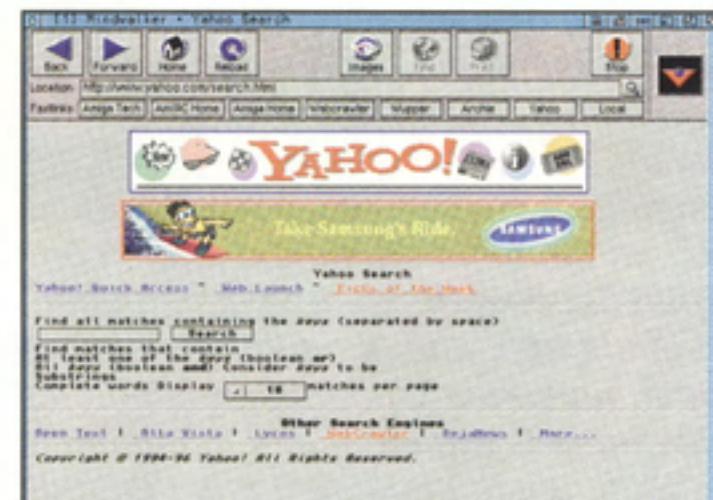 [1] Mindwalker • Yahoo Search
Back Forward Home Reload Images Find Print Stop
Location http://www.yahoo.com/search.html
Fastlinks Amiga Tech AmIRC Home Amiga Home Webcrawler Wupper Archie Yahoo Local
YAHOO!
Take Samsung's Ride. SAMSUNG
Yahoo Search
Yahoo! Quick Access ~ Web Launch ~ Picks of the Week
Find all matches containing the keys (separated by space)
Search
Find matches that contain
At least one of the keys (boolean or)
All keys (boolean and) Consider keys to be
Substrings
Complete words Display 10 matches per page
Other Search Engines
Open Text | Alta Vista | Lycos | WebCrawler | DejaNews | More...
Copyright © 1994-96 Yahoo! All Rights Reserved.